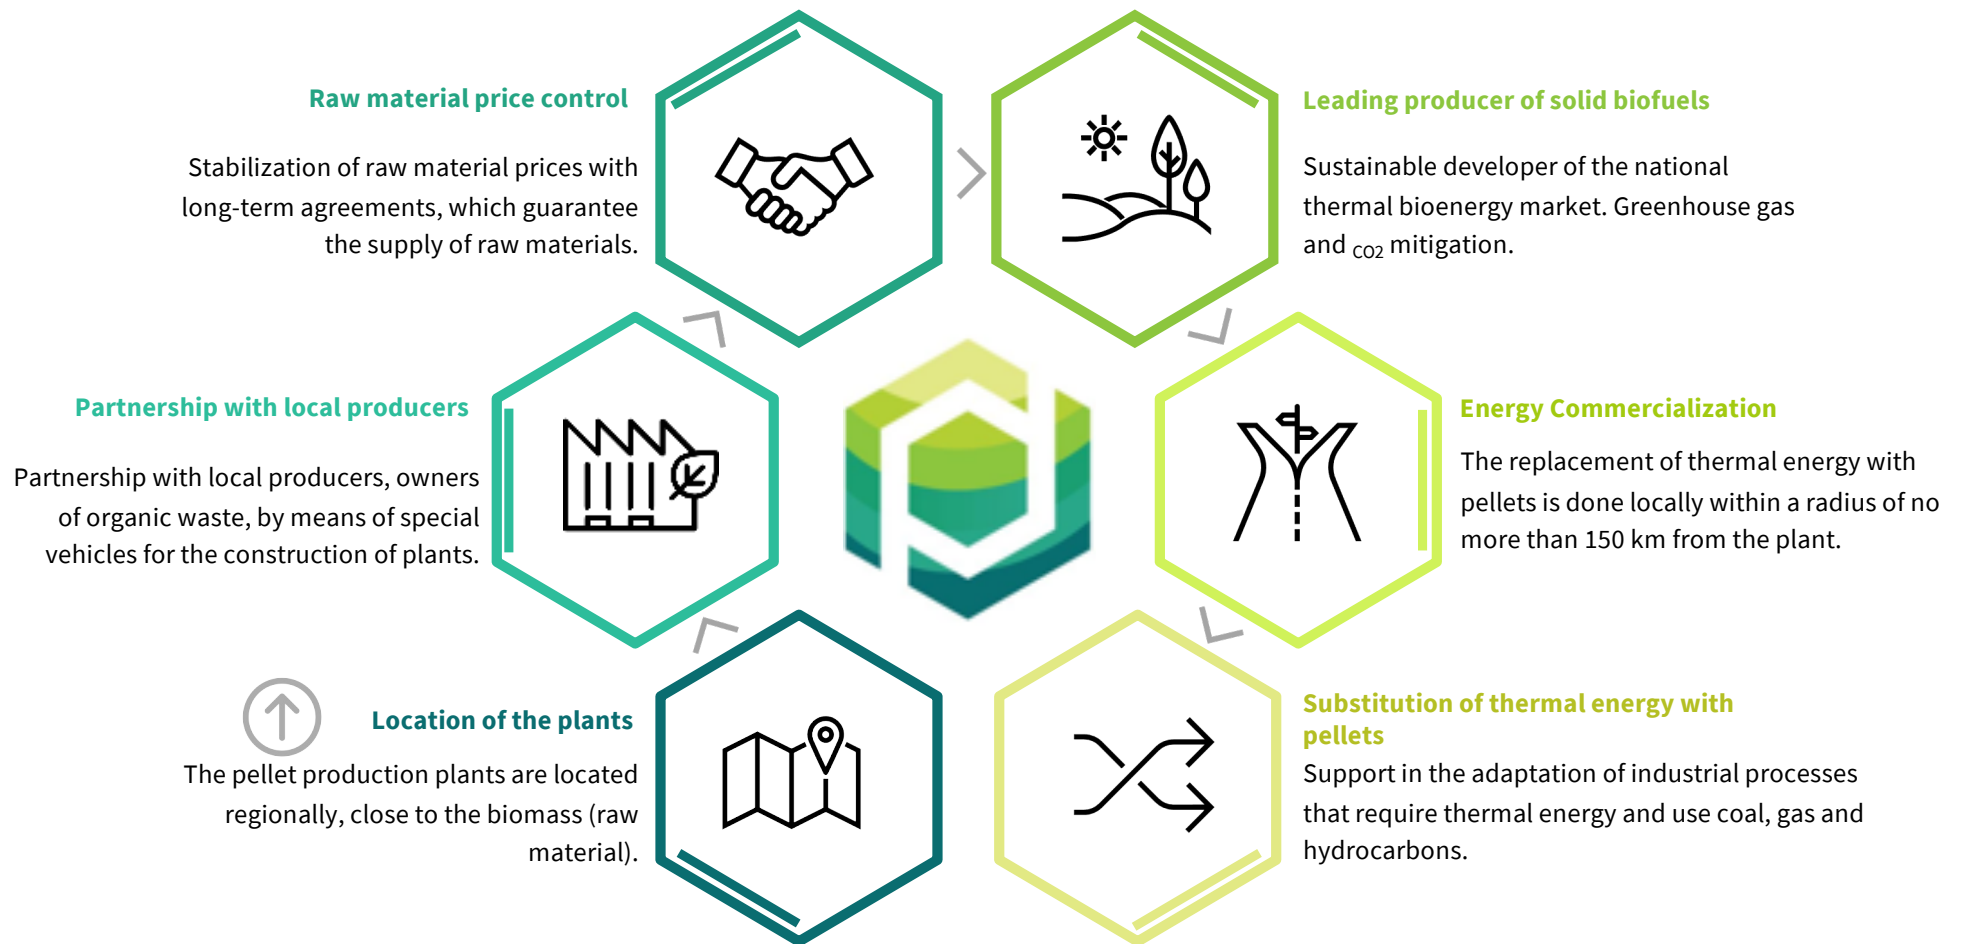 Raw material price control
Stabilization of raw material prices with
long-term agreements, which guarantee
the supply of raw materials.
Leading producer of solid biofuels
Sustainable developer of the national
thermal bioenergy market. Greenhouse gas
and CO2 mitigation.
Partnership with local producers
Partnership with local producers, owners
of organic waste, by means of special
vehicles for the construction of plants.
Energy Commercialization
The replacement of thermal energy with
pellets is done locally within a radius of no
more than 150 km from the plant.
Location of the plants
The pellet production plants are located
regionally, close to the biomass (raw
material).
Substitution of thermal energy with
pellets
Support in the adaptation of industrial processes
that require thermal energy and use coal, gas and
hydrocarbons.